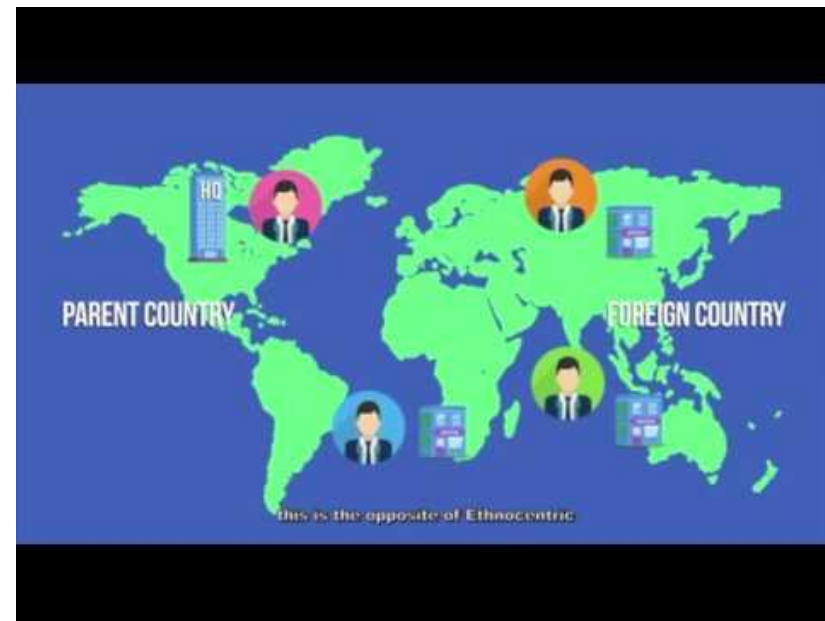 HQ
PARENT COUNTRY
FOREIGN COUNTRY
this is the opposite of Ethnocentric